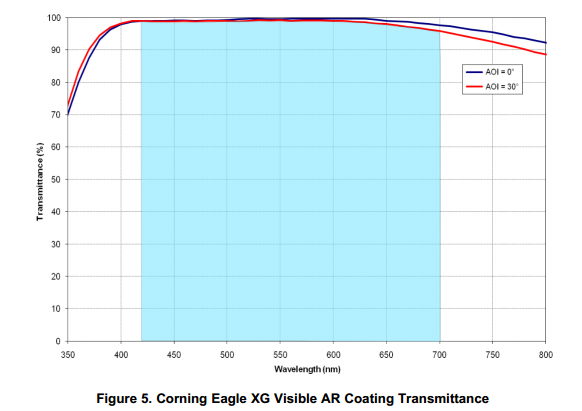 100
90
80
70
60
50
40
30
20
10
0
Transmittance (%)
AOI = 0°
AOI = 30°
350 400 450 500 550 600 650 700 750 800
Wavelength (nm)
Figure 5. Corning Eagle XG Visible AR Coating Transmittance